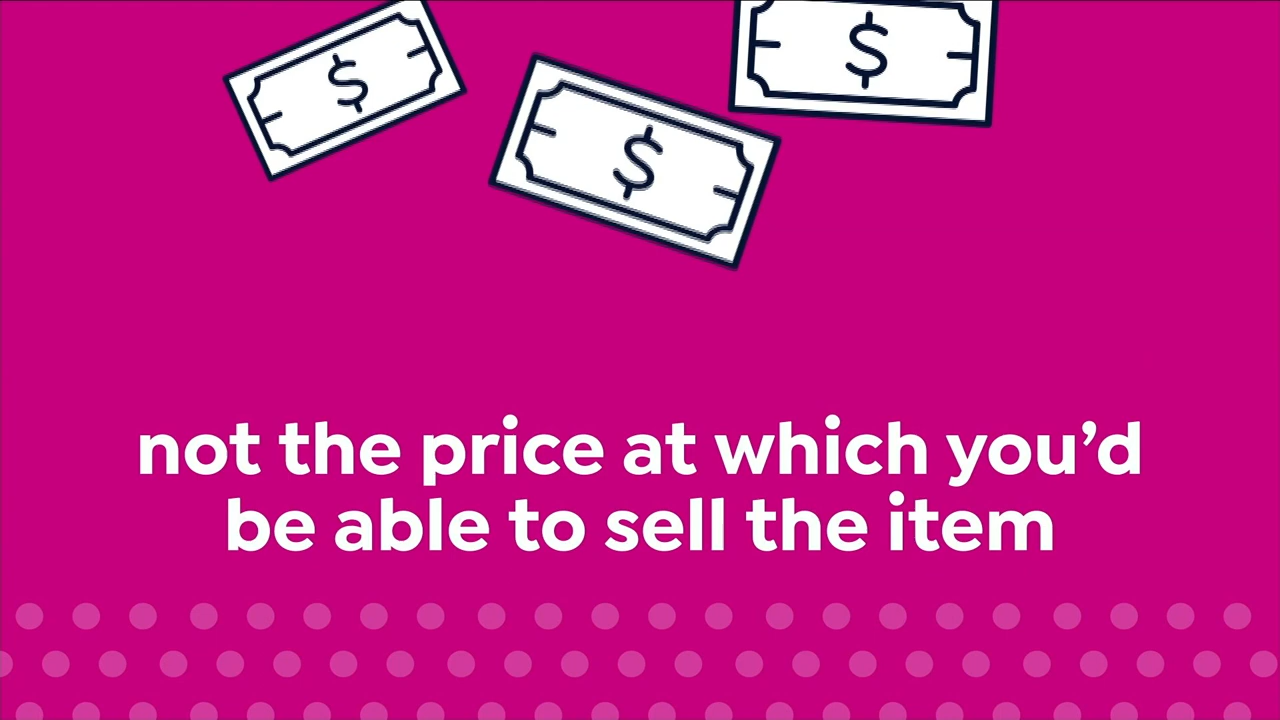 $
$
$
not the price at which you’d
be able to sell the item